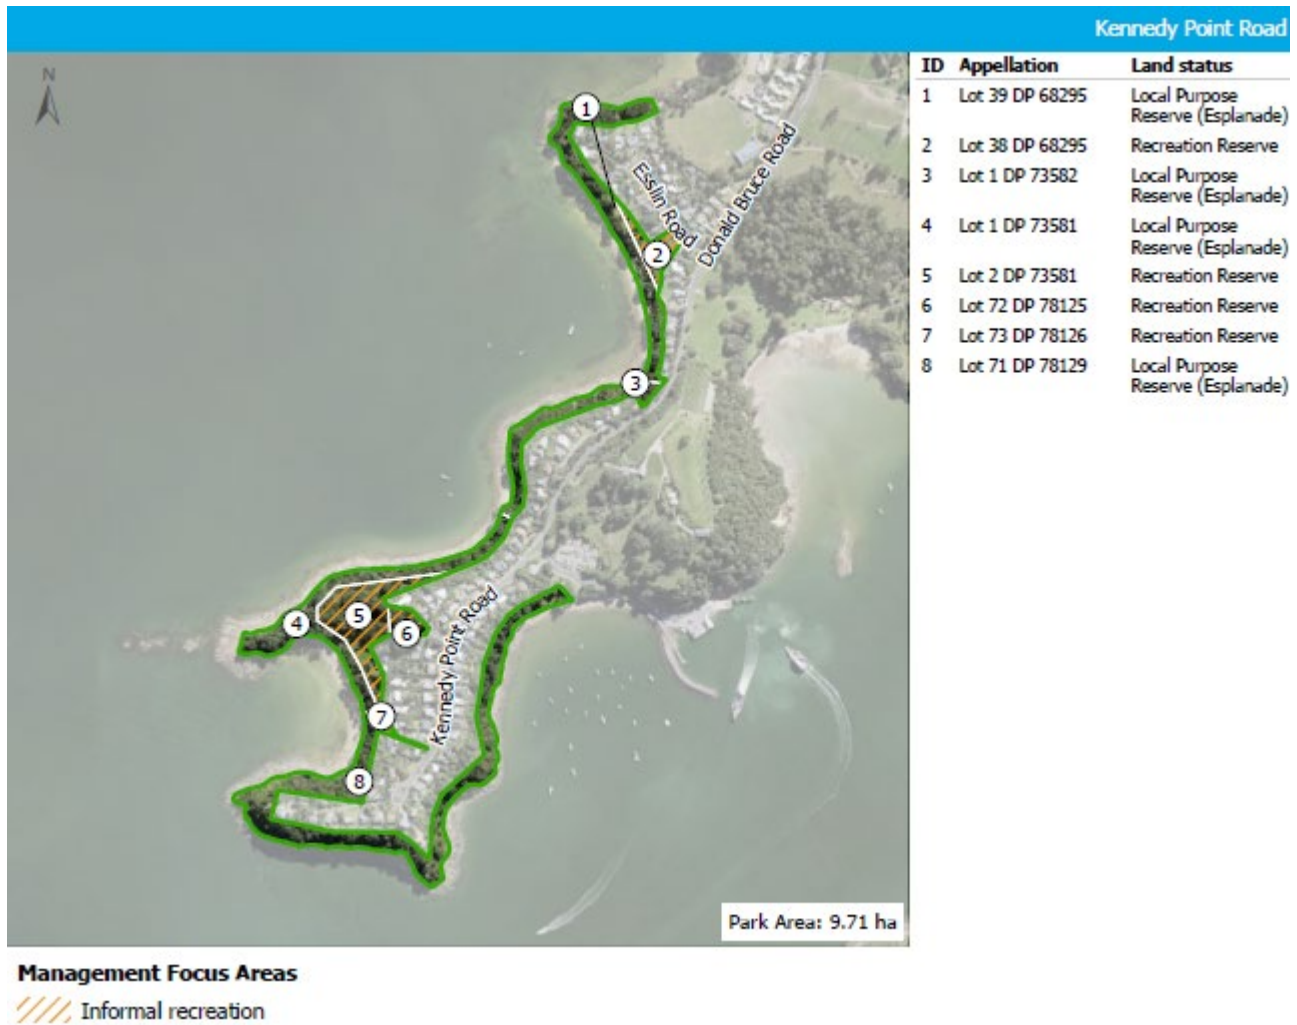 Kennedy Point Road
N
ID Appellation Land status
1 Lot 39 DP 68295 Local Purpose
Reserve (Esplanade)
2 Lot 38 DP 68295 Recreation Reserve
3 Lot 1 DP 73582 Local Purpose
Reserve (Esplanade)
4 Lot 1 DP 73581 Local Purpose
Reserve (Esplanade)
5 Lot 2 DP 73581 Recreation Reserve
6 Lot 72 DP 78125 Recreation Reserve
7 Lot 73 DP 78126 Recreation Reserve
8 Lot 71 DP 78129 Local Purpose
Reserve (Esplanade)
1
Esslin Road
Donald Bruce Road
2
3
4
5
6
Kennedy Point Road
7
8
Park Area: 9.71 ha
Management Focus Areas
Informal recreation